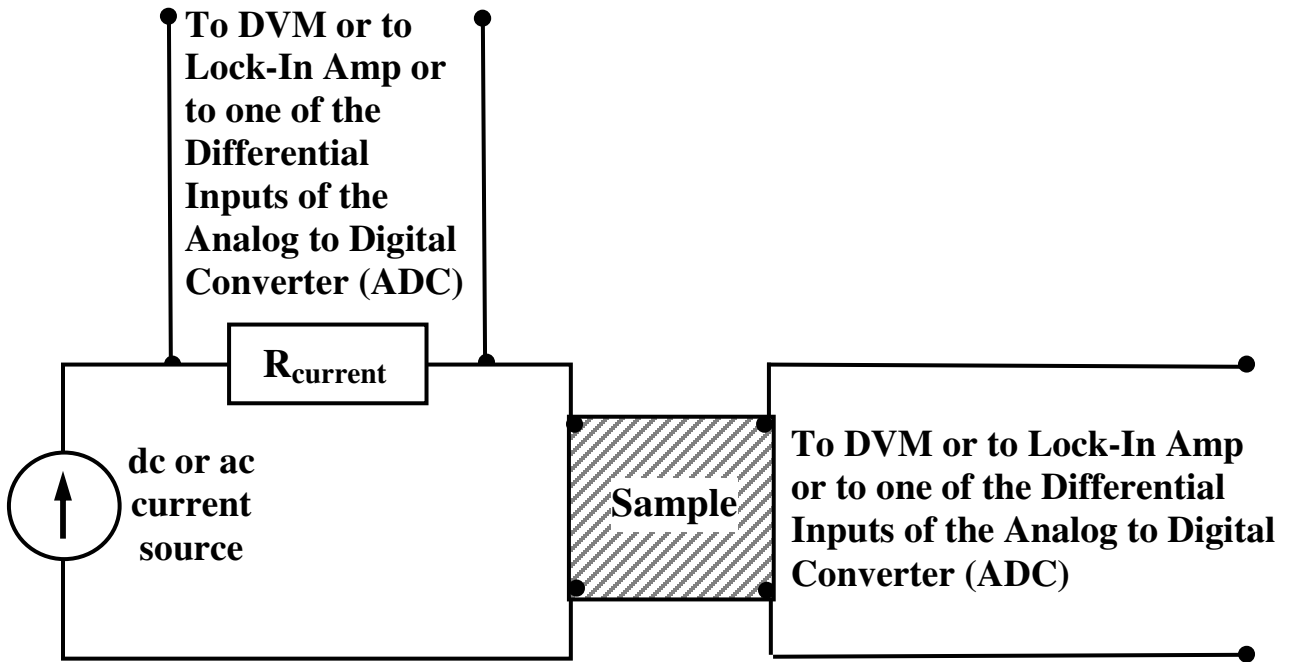 To DVM or to
Lock-In Amp or
to one of the
Differential
Inputs of the
Analog to Digital
Converter (ADC)
Rcurrent
dc or ac
current
source
Sample
To DVM or to Lock-In Amp
or to one of the Differential
Inputs of the Analog to Digital
Converter (ADC)